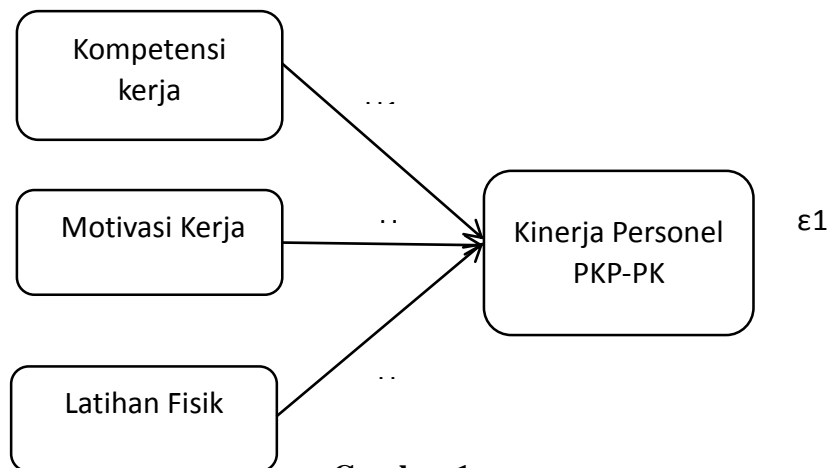 Kompetensi
kerja
Motivasi Kerja
Kinerja Personel
PKP-PK
ε1
Latihan Fisik